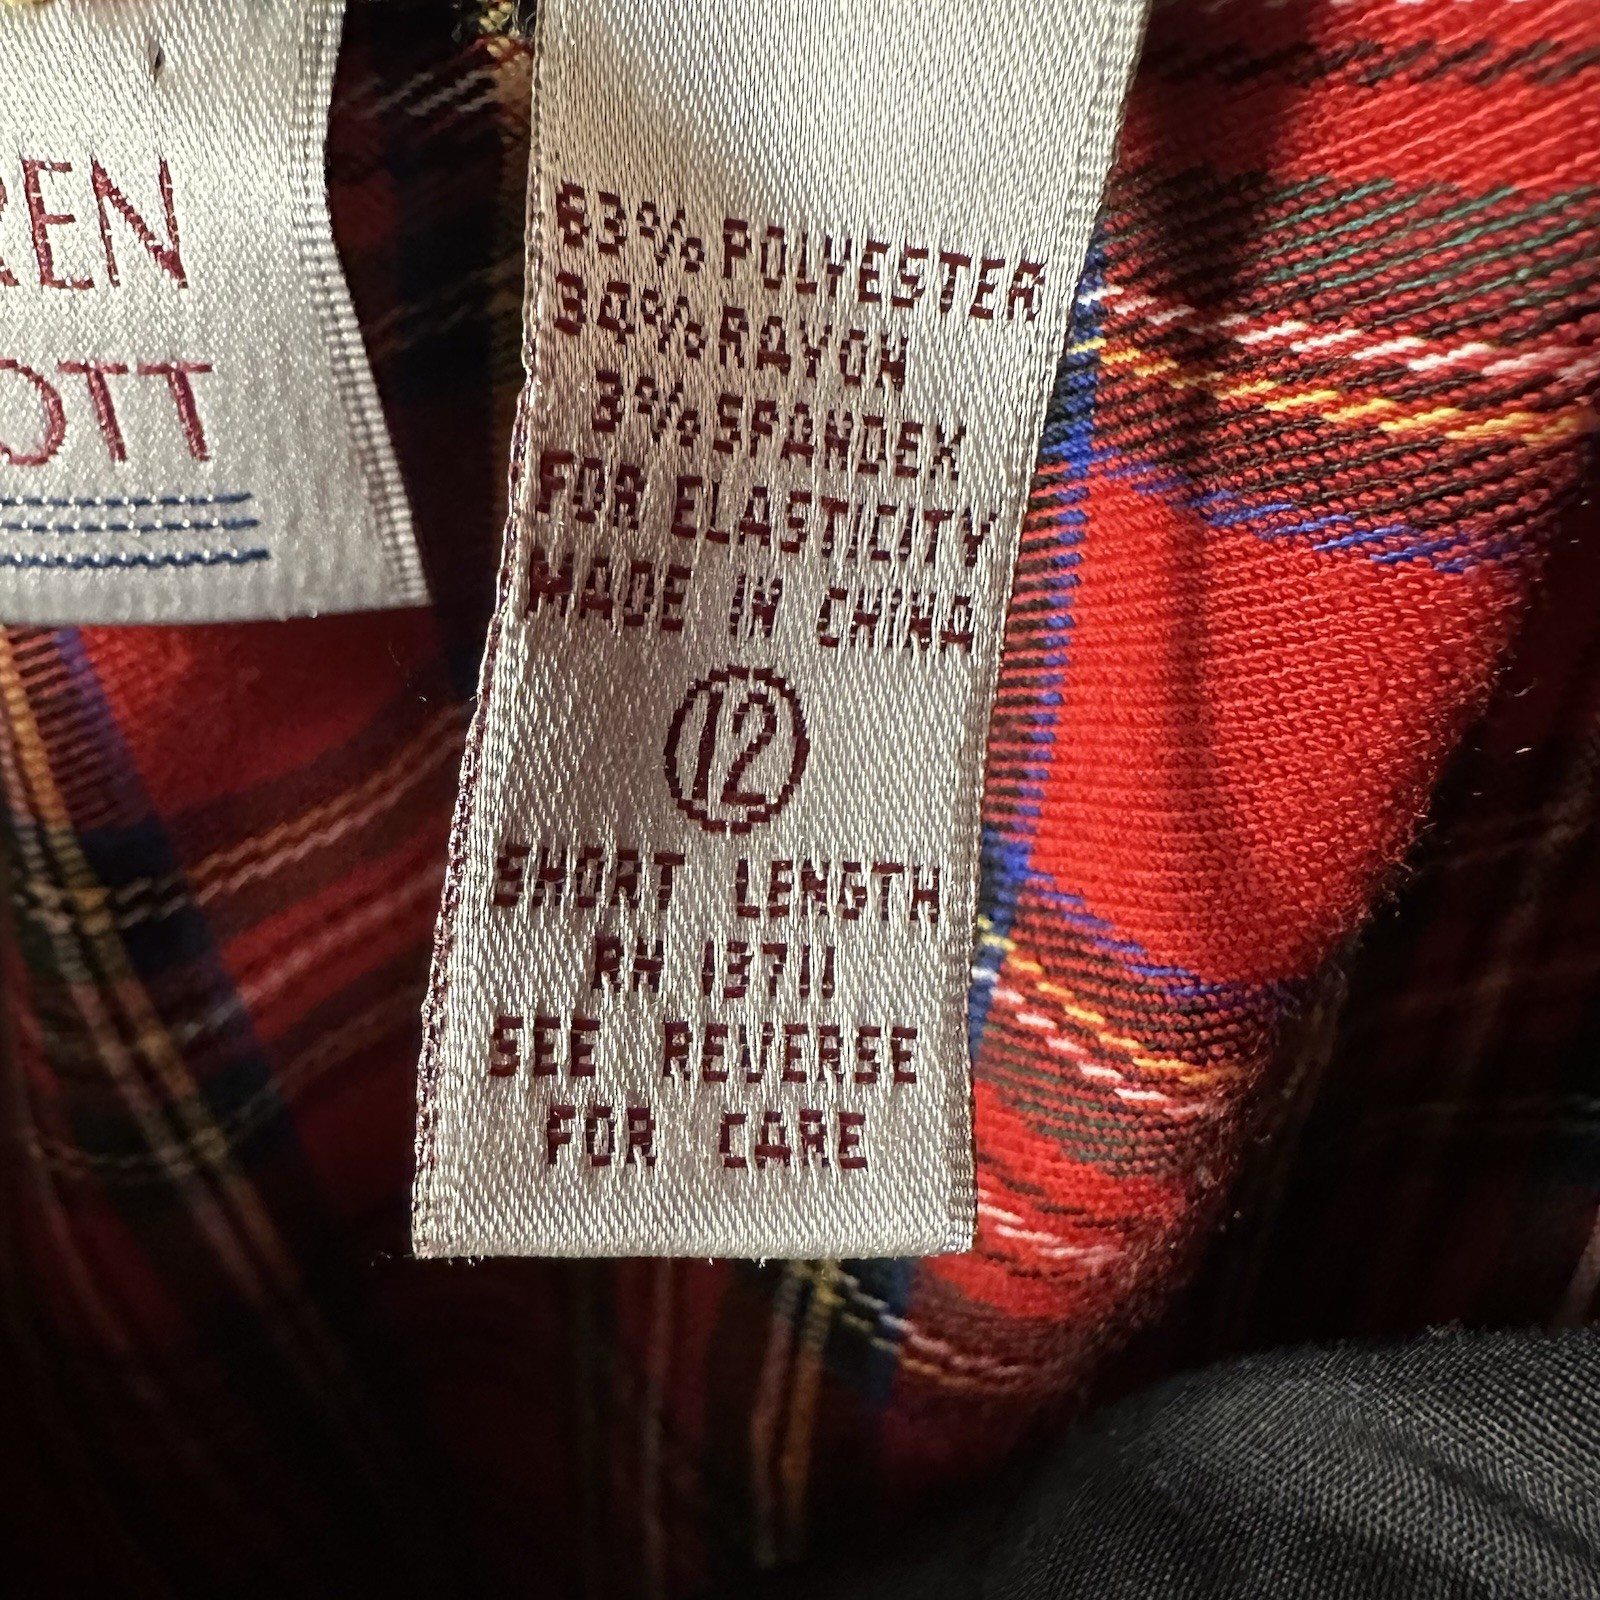 REN
OTT
63% POLYESTER
34% RAYON
3% SPANDEX
FOR ELASTICITY
MADE IN CHINA
12
SHORT LENGTH
RN 13711
SEE REVERSE
FOR CARE